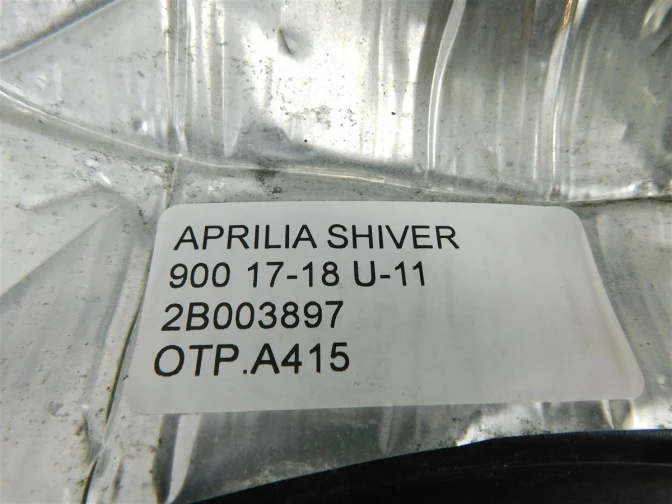 APRILIA SHIVER
900 17-18 U-11
2B003897
OTP.A415